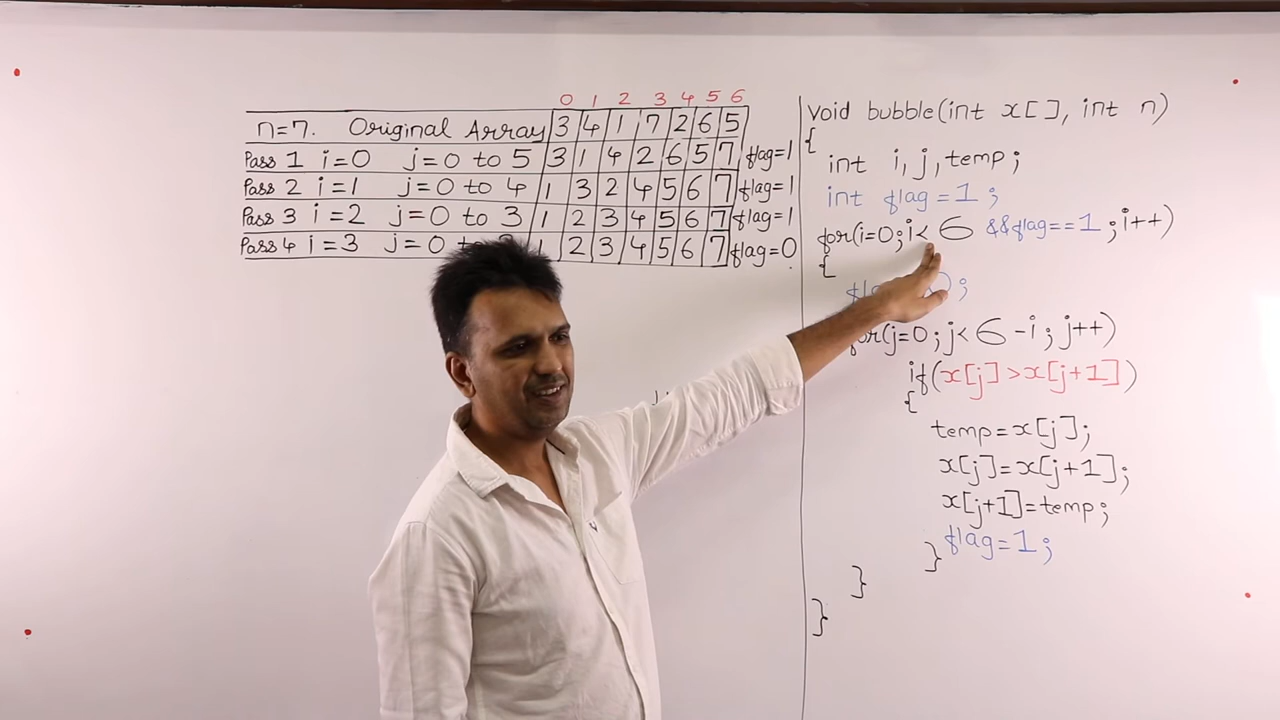 0 1 2 3 4 5 6
n=7. Original Array 3 4 1 7 2 6 5
Pass 1 i=0 j=0 to 5 3 1 4 2 6 5 7 flag=1
Pass 2 i=1 j=0 to 4 1 3 2 4 5 6 7 flag=1
Pass 3 i=2 j=0 to 3 1 2 3 4 5 6 7 flag=1
Pass 4 i=3 j=0 1 2 3 4 5 6 7 flag=0
Void bubble(int x[], int n)
{
int i, j, temp;
int flag=1;
for(i=0;i<6 &&flag==1;i++)
{
;
for(j=0;j<6-i;j++)
if(x[j]>x[j+1])
{
temp=x[j];
x[j]=x[j+1];
x[j+1]=temp;
flag=1;
}
}
}